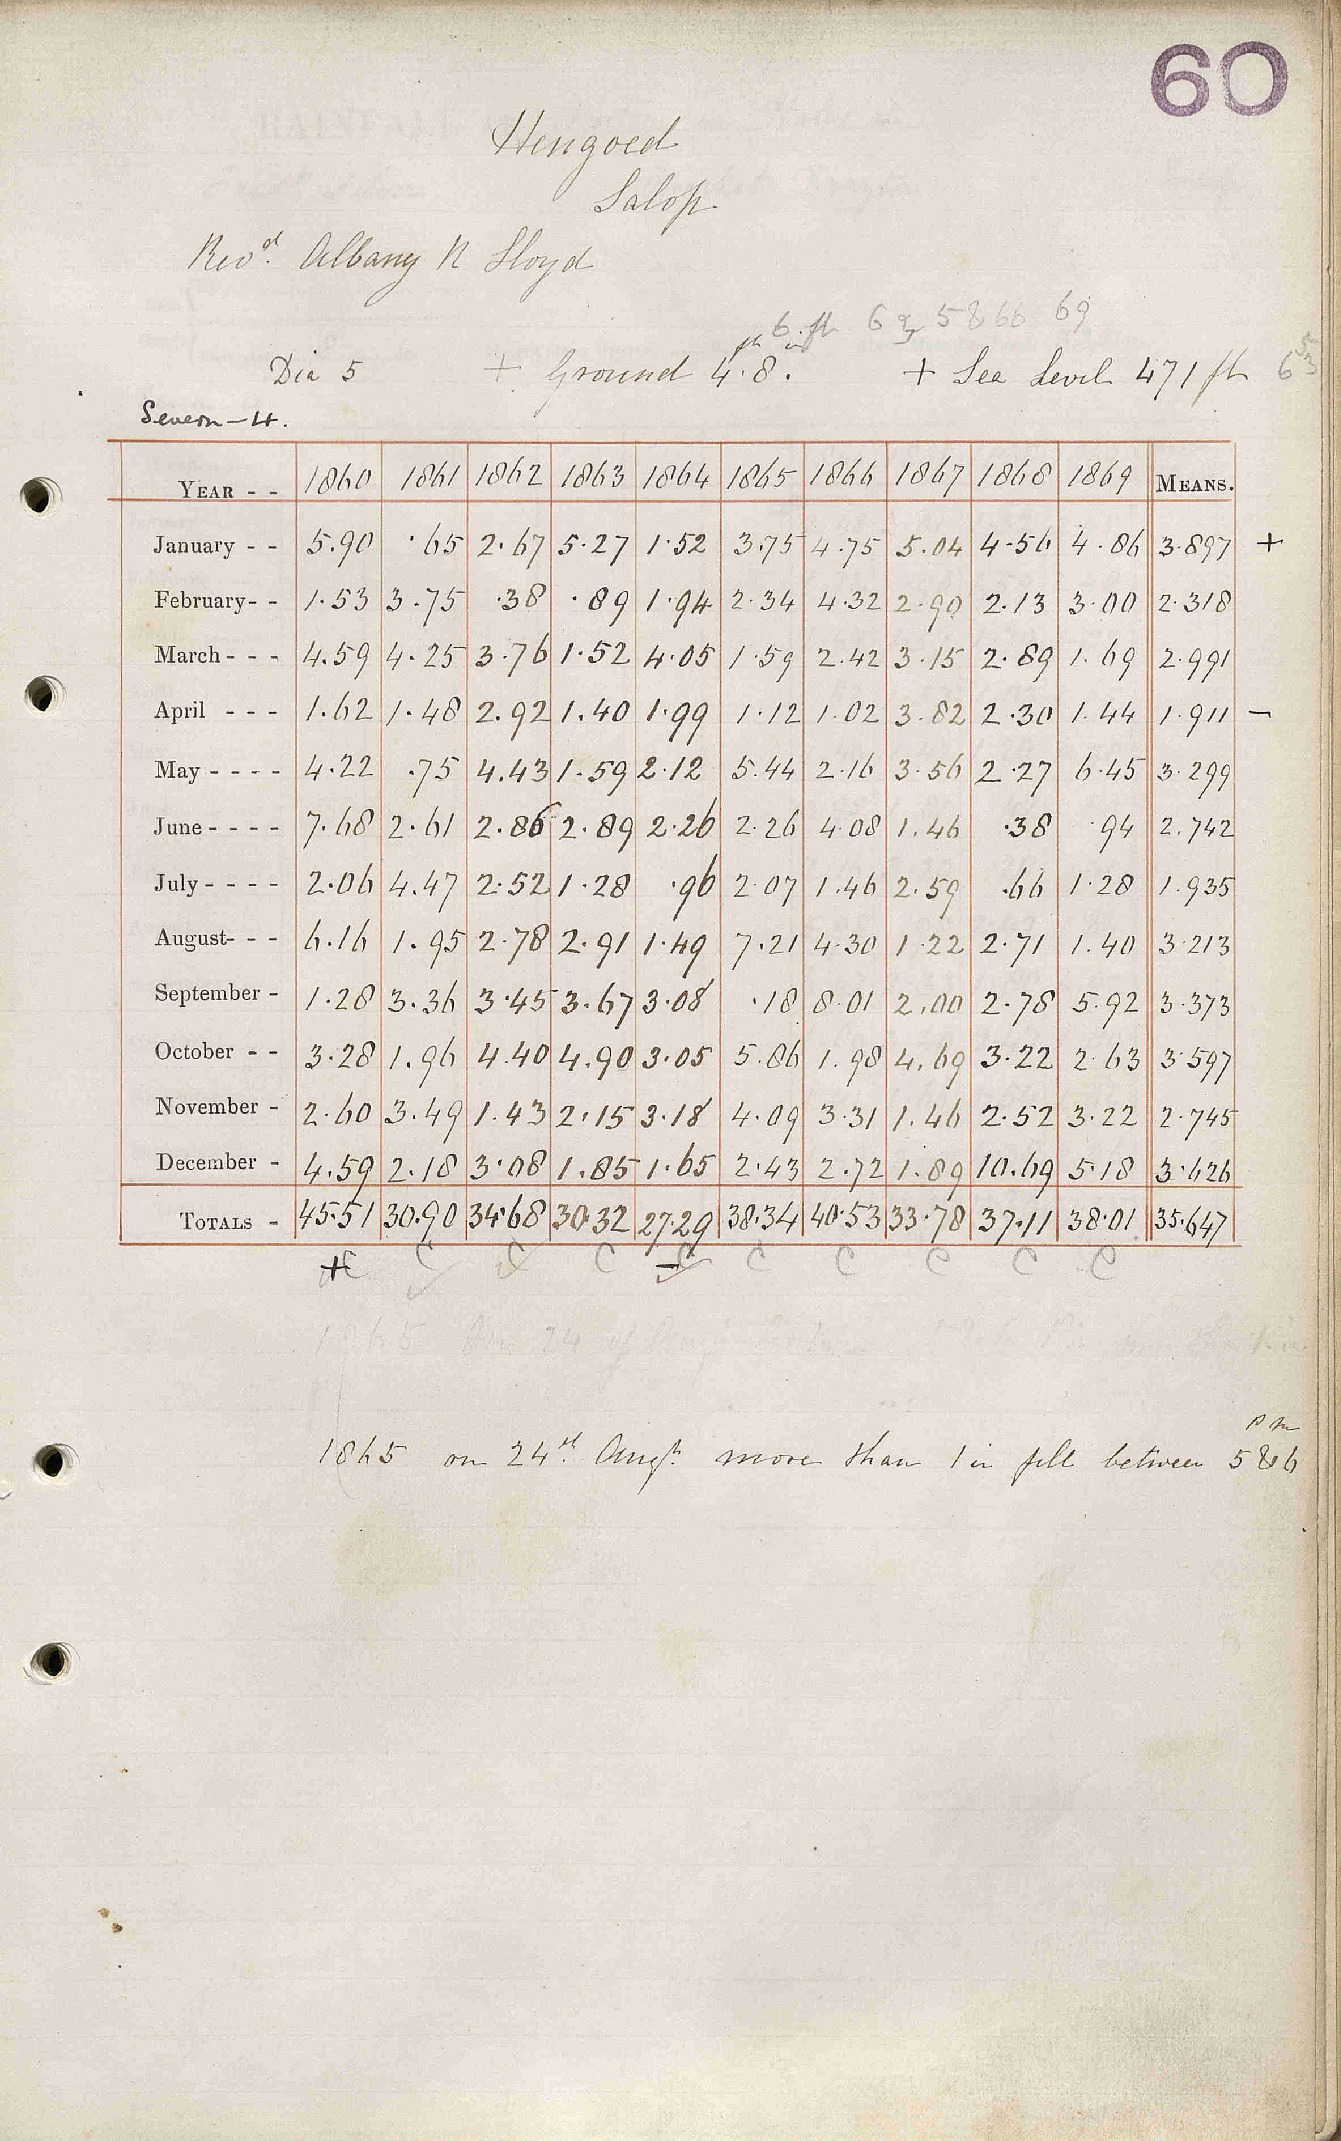 60
Hengoed
Salop
Revd. Albany R Lloyd
6 ft 69
Dia 5 + Ground 4 ft. 8 in. + Sea Level 471 ft
Severn - 4.
YEAR - - 1860 1861 1862 1863 1864 1865 1866 1867 1868 1869 MEANS.
January - - 5.90 .65 2.67 5.27 1.52 3.75 4.75 5.04 4.56 4.86 3.897 +
February - - 1.53 3.75 .38 .89 1.94 2.34 4.32 2.90 2.13 3.00 2.318
March - - - 4.59 4.25 3.76 1.52 4.05 1.59 2.42 3.15 2.89 1.69 2.991
April - - - 1.62 1.48 2.92 1.40 1.99 1.12 1.02 3.82 2.30 1.44 1.911 -
May - - - - 4.22 .75 4.43 1.59 2.12 5.44 2.16 3.56 2.27 6.45 3.299
June - - - - 7.68 2.61 2.86 2.89 2.26 2.26 4.08 1.46 .38 .94 2.742
July - - - - 2.06 4.47 2.52 1.28 .96 2.07 1.46 2.59 .66 1.28 1.935
August - - - 6.16 1.95 2.78 2.91 1.49 7.21 4.30 1.22 2.71 1.40 3.213
September - 1.28 3.36 3.45 3.67 3.08 .18 8.01 2.00 2.78 5.92 3.373
October - - 3.28 1.96 4.40 4.90 3.05 5.86 1.98 4.69 3.22 2.63 3.597
November - 2.60 3.49 1.43 2.15 3.18 4.09 3.31 1.46 2.52 3.22 2.745
December - 4.59 2.18 3.08 1.85 1.65 2.43 2.72 1.89 10.69 5.18 3.626
TOTALS - 45.51 30.90 34.68 30.32 27.29 38.34 40.53 33.78 37.11 38.01 35.647
+ C C C C - C C C C C C
1865 on 24th. Augt. more than 1 in fell between 5 & 6 pm